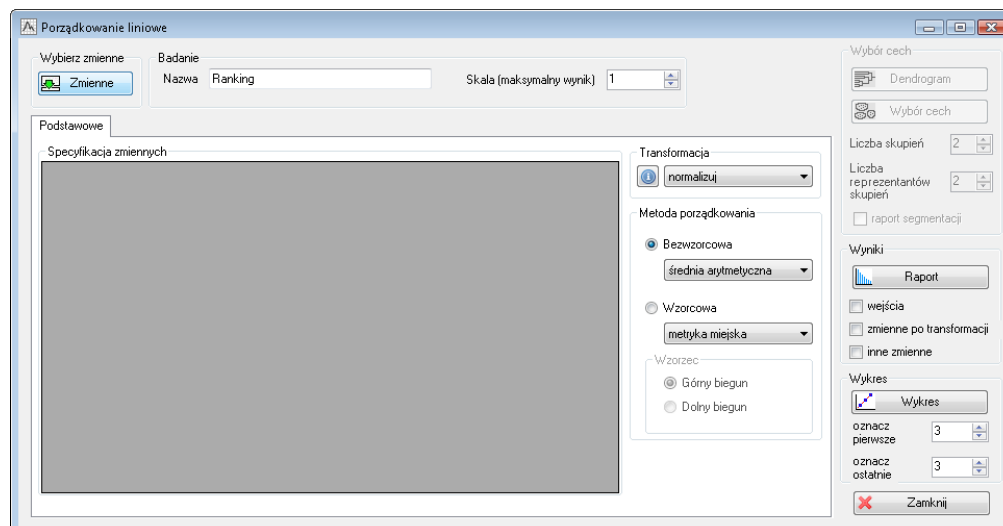 Porządkowanie liniowe
Wybierz zmienne
Zmienne
Badanie
Nazwa Ranking
Skala (maksymalny wynik) 1
Podstawowe
Specyfikacja zmiennych
Transformacja
normalizuj
Metoda porządkowania
Bezwzorcowa
średnia arytmetyczna
Wzorcowa
metryka miejska
Wzorzec
Górny biegun
Dolny biegun
Wybór cech
Dendrogram
Wybór cech
Liczba skupień 2
Liczba
reprezentantów 2
skupień
raport segmentacji
Wyniki
Raport
wejścia
zmienne po transformacji
inne zmienne
Wykres
Wykres
oznacz 3
pierwsze
oznacz 3
ostatnie
Zamknij